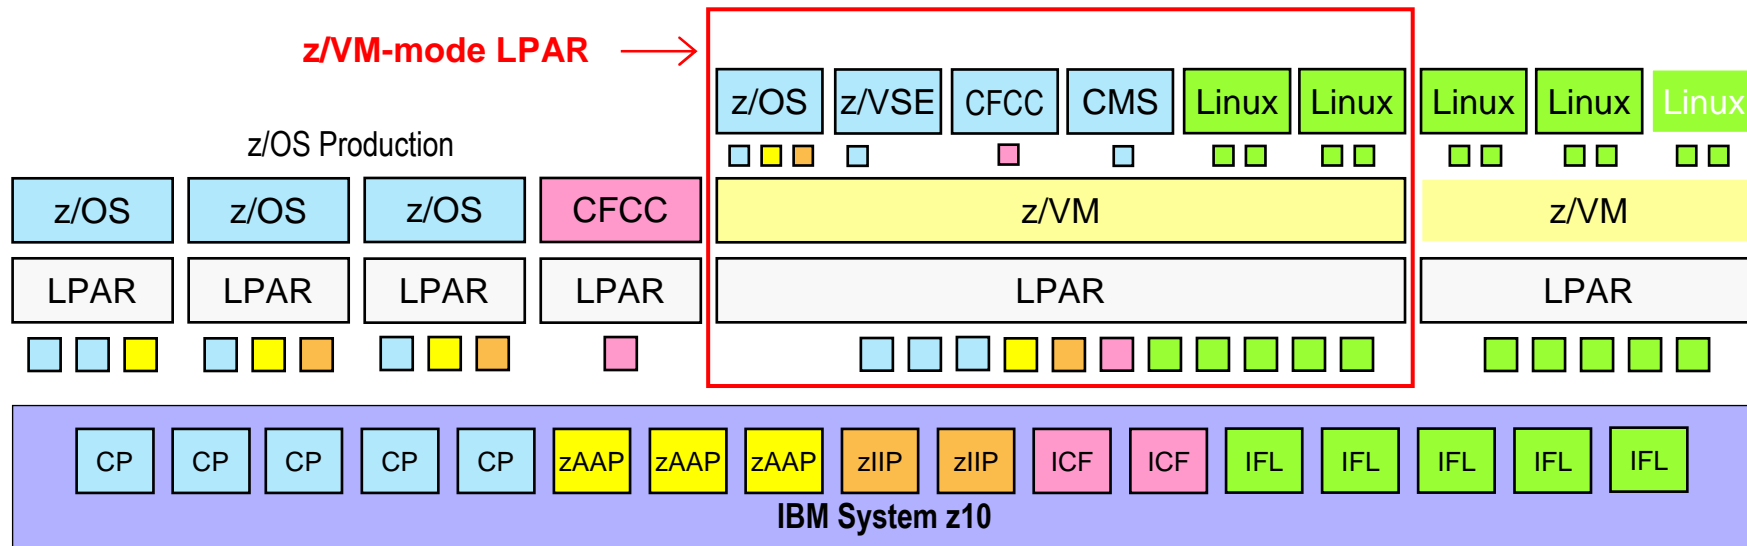 z/VM-mode LPAR
z/OS z/VSE CFCC CMS Linux Linux Linux Linux Linux
z/OS Production
z/OS z/OS z/OS CFCC z/VM z/VM
LPAR LPAR LPAR LPAR LPAR LPAR
CP CP CP CP CP zAAP zAAP zAAP zIIP zIIP ICF ICF IFL IFL IFL IFL IFL
IBM System z10